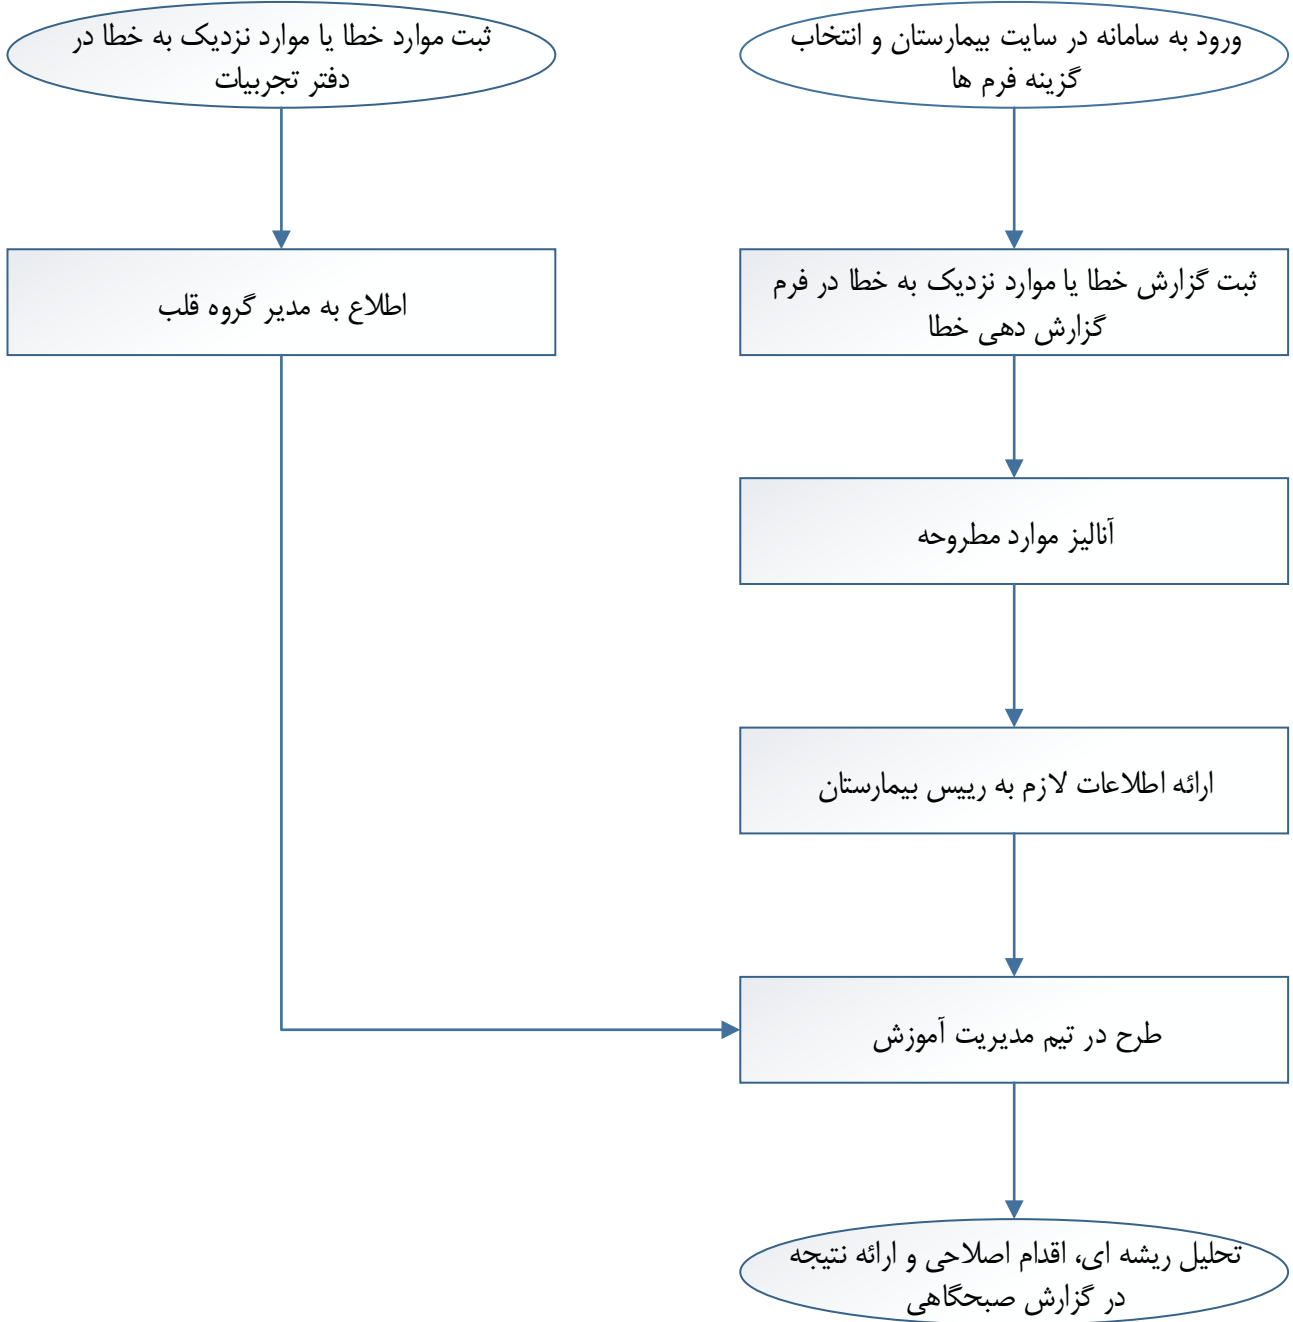 ورود به سامانه در سایت بیمارستان و انتخاب
گزینه فرم ها
ثبت گزارش خطا یا موارد نزدیک به خطا در فرم
گزارش دهی خطا
آنالیز موارد مطروحه
ارائه اطلاعات لازم به رییس بیمارستان
ثبت موارد خطا یا موارد نزدیک به خطا در
دفتر تجربیات
اطلاع به مدیر گروه قلب
طرح در تیم مدیریت آموزش
تحلیل ریشه ای، اقدام اصلاحی و ارائه نتیجه
در گزارش صبحگاهی